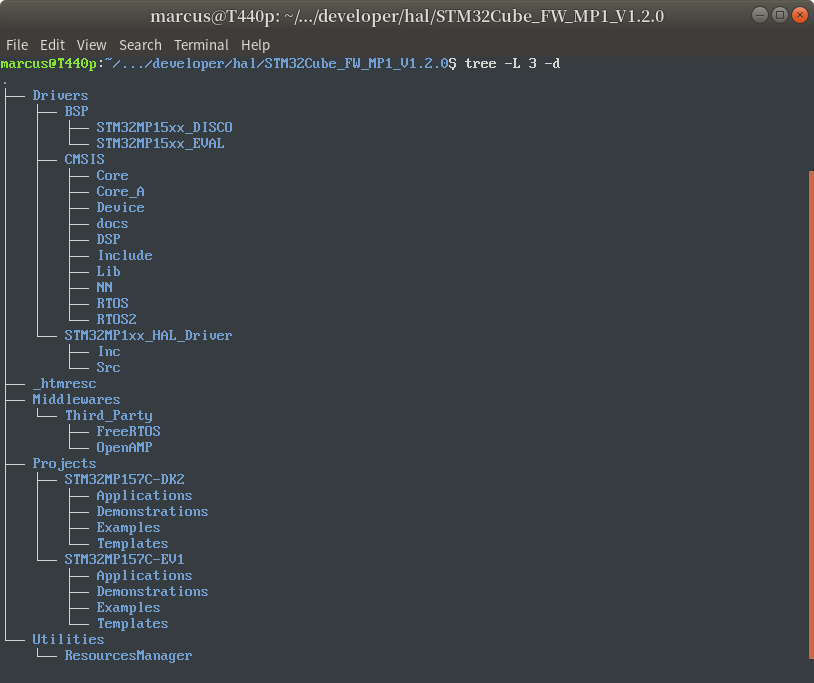 marcus@T440p: ~/.../developer/hal/STM32Cube_FW_MP1_V1.2.0
File Edit View Search Terminal Help
marcus@T440p:~/.../developer/hal/STM32Cube_FW_MP1_V1.2.0$ tree -L 3 -d
.
├── Drivers
│   ├── BSP
│   │   ├── STM32MP15xx_DISCO
│   │   └── STM32MP15xx_EVAL
│   ├── CMSIS
│   │   ├── Core
│   │   ├── Core_A
│   │   ├── Device
│   │   ├── docs
│   │   ├── DSP
│   │   ├── Include
│   │   ├── Lib
│   │   ├── NN
│   │   ├── RTOS
│   │   └── RTOS2
│   └── STM32MP1xx_HAL_Driver
│       ├── Inc
│       └── Src
├── _htmresc
├── Middlewares
│   └── Third_Party
│       ├── FreeRTOS
│       └── OpenAMP
├── Projects
│   ├── STM32MP157C-DK2
│   │   ├── Applications
│   │   ├── Demonstrations
│   │   ├── Examples
│   │   └── Templates
│   └── STM32MP157C-EV1
│       ├── Applications
│       ├── Demonstrations
│       ├── Examples
│       └── Templates
└── Utilities
    └── ResourcesManager